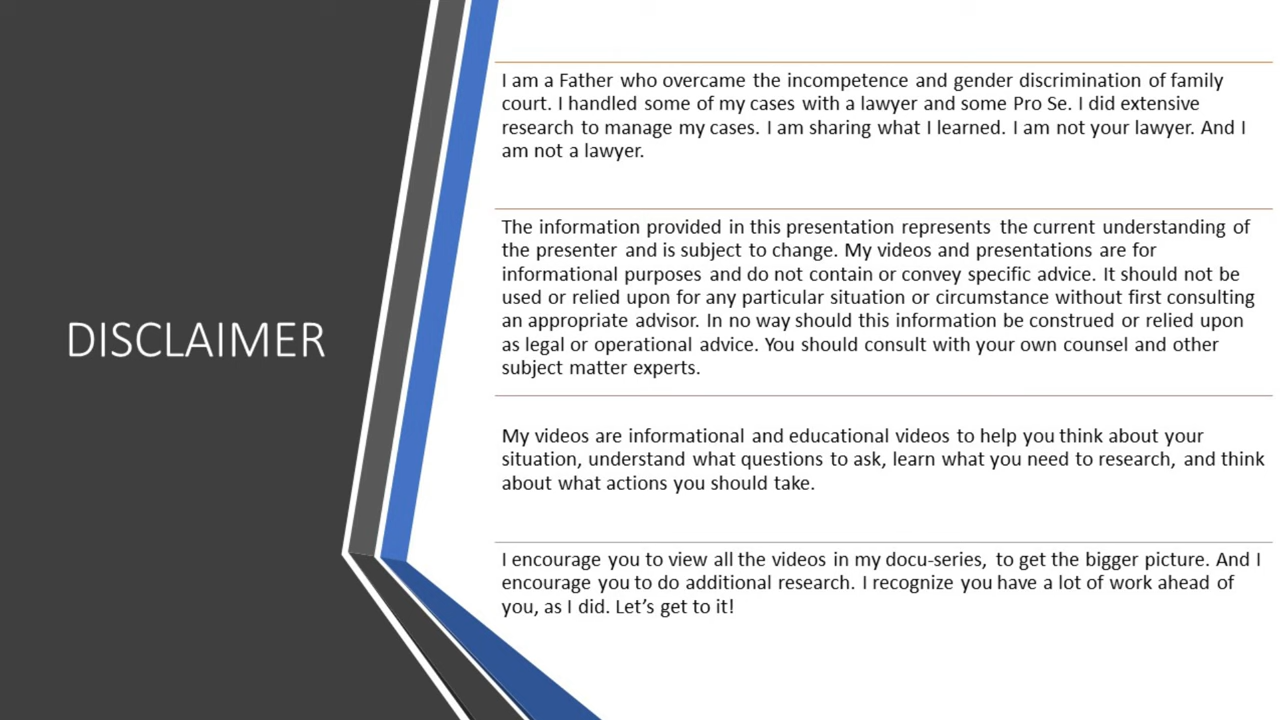 DISCLAIMER
I am a Father who overcame the incompetence and gender discrimination of family
court. I handled some of my cases with a lawyer and some Pro Se. I did extensive
research to manage my cases. I am sharing what I learned. I am not your lawyer. And I
am not a lawyer.
The information provided in this presentation represents the current understanding of
the presenter and is subject to change. My videos and presentations are for
informational purposes and do not contain or convey specific advice. It should not be
used or relied upon for any particular situation or circumstance without first consulting
an appropriate advisor. In no way should this information be construed or relied upon
as legal or operational advice. You should consult with your own counsel and other
subject matter experts.
My videos are informational and educational videos to help you think about your
situation, understand what questions to ask, learn what you need to research, and think
about what actions you should take.
I encourage you to view all the videos in my docu-series, to get the bigger picture. And I
encourage you to do additional research. I recognize you have a lot of work ahead of
you, as I did. Let’s get to it!